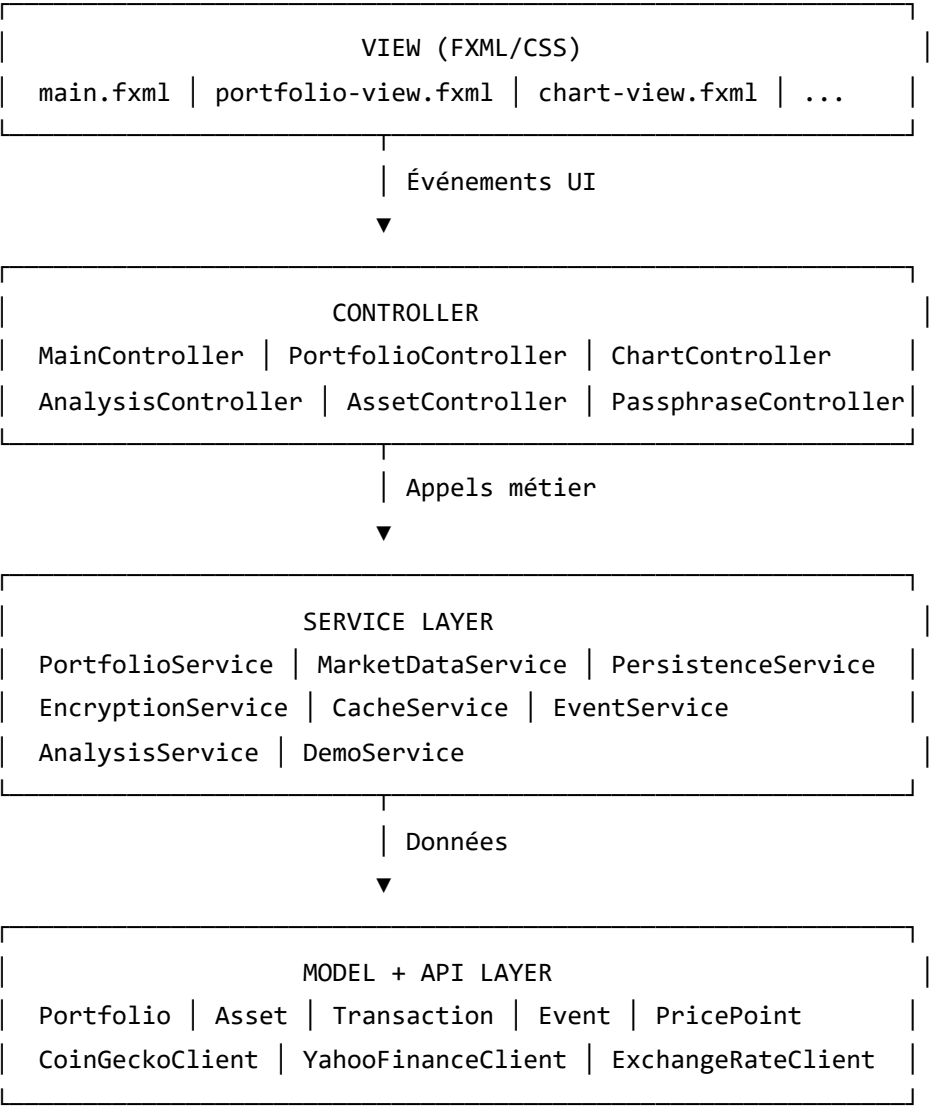 VIEW (FXML/CSS)
main.fxml │ portfolio-view.fxml │ chart-view.fxml │ ...
Événements UI
▼
CONTROLLER
MainController │ PortfolioController │ ChartController
AnalysisController │ AssetController │ PassphraseController
Appels métier
▼
SERVICE LAYER
PortfolioService │ MarketDataService │ PersistenceService
EncryptionService │ CacheService │ EventService
AnalysisService │ DemoService
Données
▼
MODEL + API LAYER
Portfolio │ Asset │ Transaction │ Event │ PricePoint
CoinGeckoClient │ YahooFinanceClient │ ExchangeRateClient